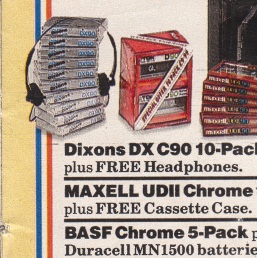 Dixons DX C90 10-Pack
plus FREE Headphones.
MAXELL UDII Chrome
plus FREE Cassette Case.
BASF Chrome 5-Pack
Duracell MN1500 batterie